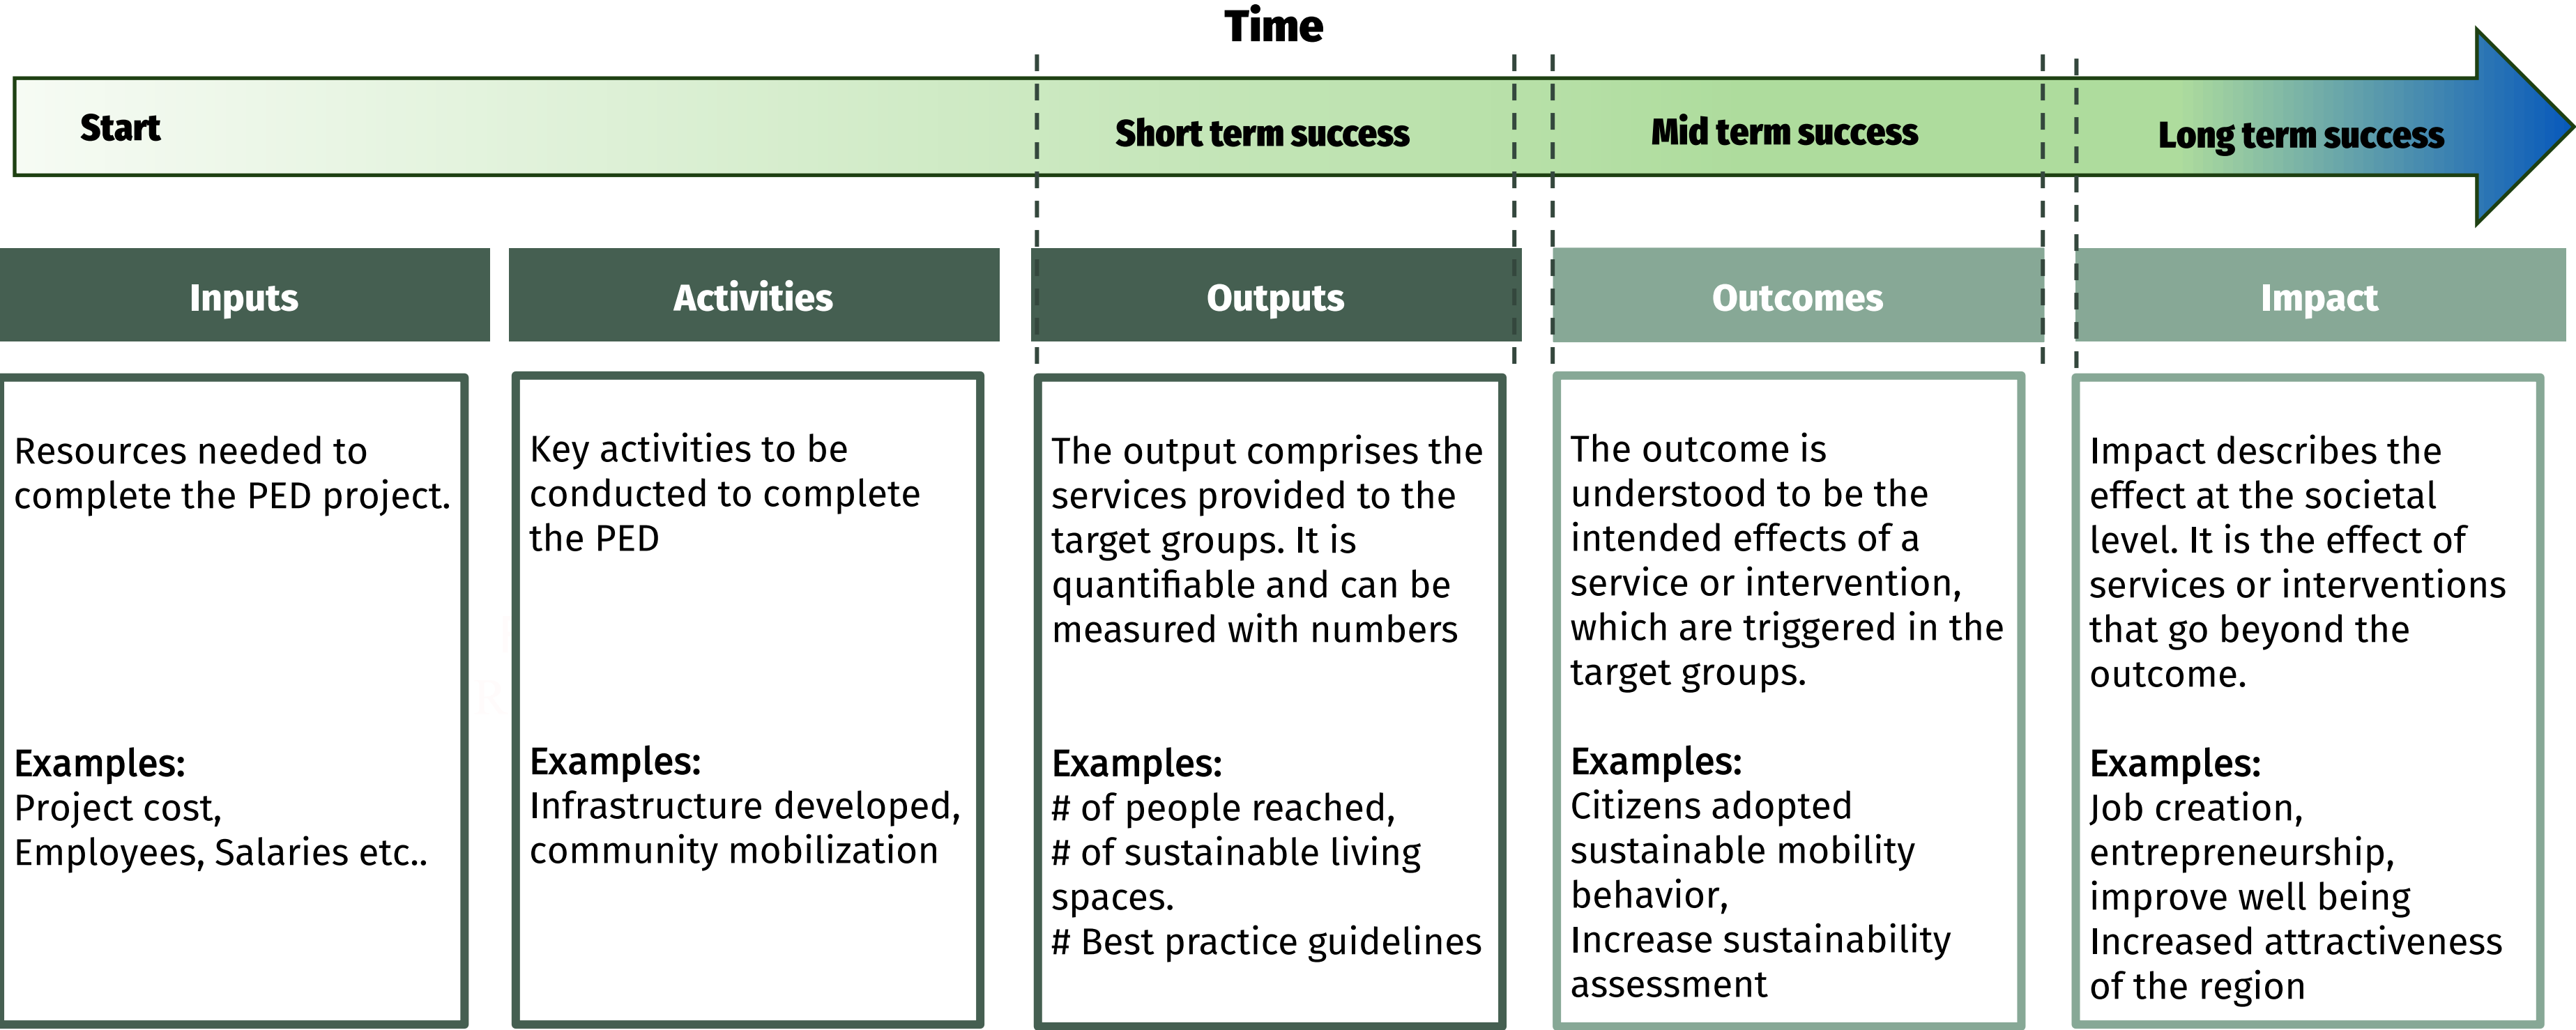 Time
Start
Short term success
Mid term success
Long term success
Inputs
Activities
Outputs
Outcomes
Impact
Resources needed to
complete the PED project.
Examples:
Project cost,
Employees, Salaries etc..
Key activities to be
conducted to complete
the PED
Examples:
Infrastructure developed,
community mobilization
The output comprises the
services provided to the
target groups. It is
quantifiable and can be
measured with numbers
Examples:
# of people reached,
# of sustainable living
spaces.
# Best practice guidelines
The outcome is
understood to be the
intended effects of a
service or intervention,
which are triggered in the
target groups.
Examples:
Citizens adopted
sustainable mobility
behavior,
Increase sustainability
assessment
Impact describes the
effect at the societal
level. It is the effect of
services or interventions
that go beyond the
outcome.
Examples:
Job creation,
entrepreneurship,
improve well being
Increased attractiveness
of the region